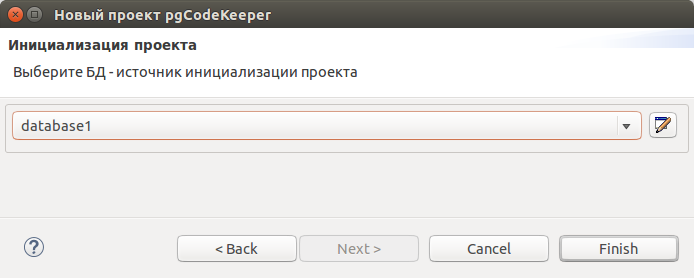 Новый проект pgCodeKeeper
Инициализация проекта
Выберите БД - источник инициализации проекта
database1
? < Back Next > Cancel Finish